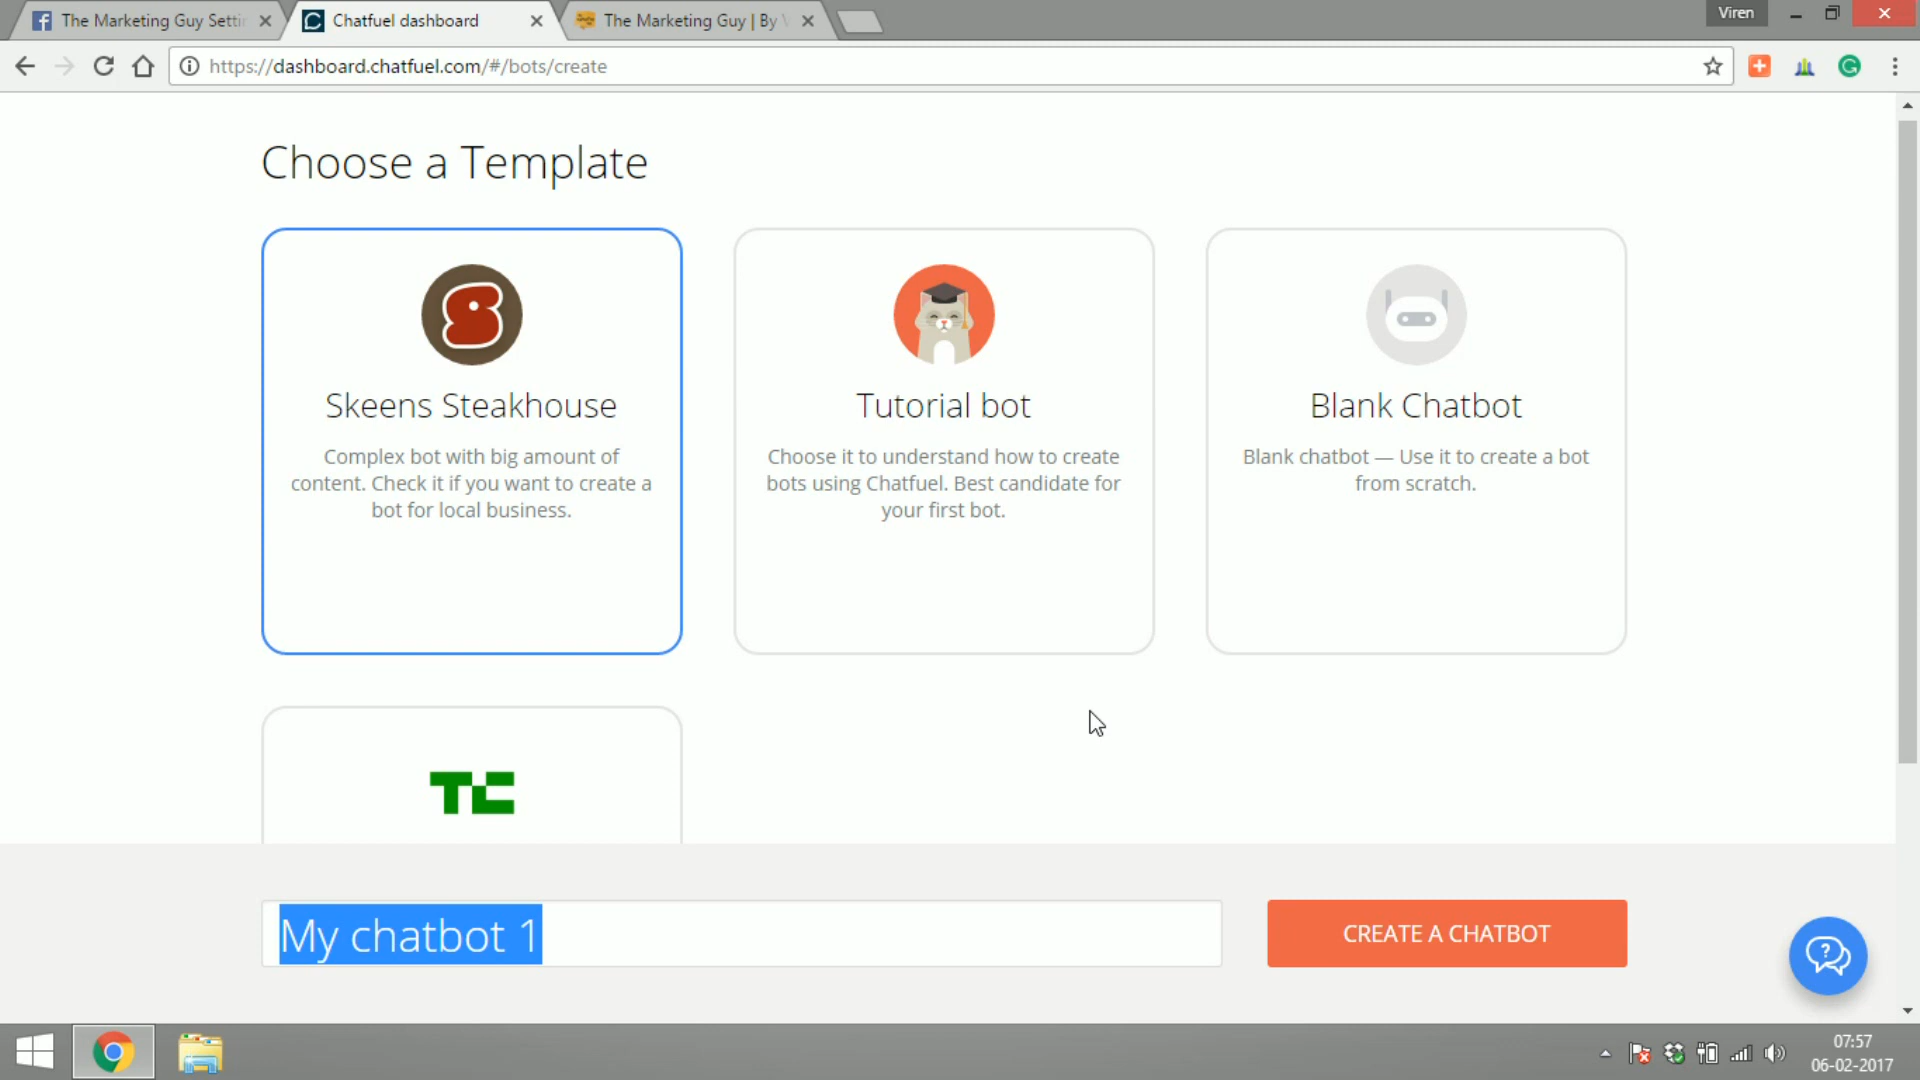 The Marketing Guy Settin
Chatfuel dashboard
The Marketing Guy | By
Viren
https://dashboard.chatfuel.com/#/bots/create
Choose a Template
Skeens Steakhouse
Complex bot with big amount of
content. Check it if you want to create a
bot for local business.
Tutorial bot
Choose it to understand how to create
bots using Chatfuel. Best candidate for
your first bot.
Blank Chatbot
Blank chatbot — Use it to create a bot
from scratch.
TC
My chatbot 1
CREATE A CHATBOT
07:57
06-02-2017